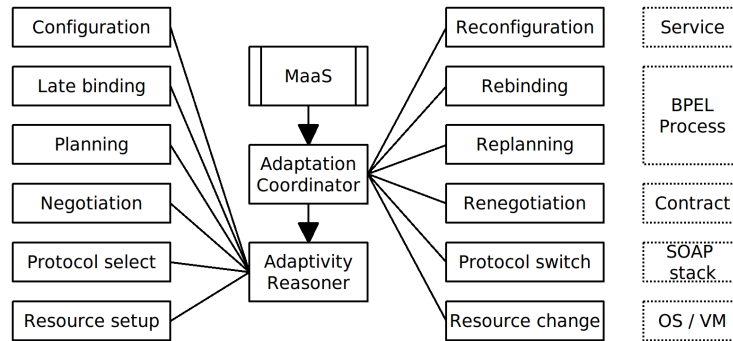 Configuration
Late binding
Planning
Negotiation
Protocol select
Resource setup
MaaS
Adaptation
Coordinator
Adaptivity
Reasoner
Reconfiguration
Rebinding
Replanning
Renegotiation
Protocol switch
Resource change
Service
BPEL
Process
Contract
SOAP
stack
OS / VM